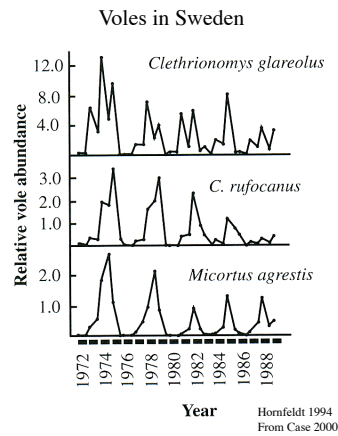 Voles in Sweden
Relative vole abundance
Clethrionomys glareolus
12.0
8.0
4.0
C. rufocanus
3.0
2.0
1.0
Micortus agrestis
2.0
1.0
1972 1974 1976 1978 1980 1982 1984 1986 1988
Year
Hornfeldt 1994
From Case 2000